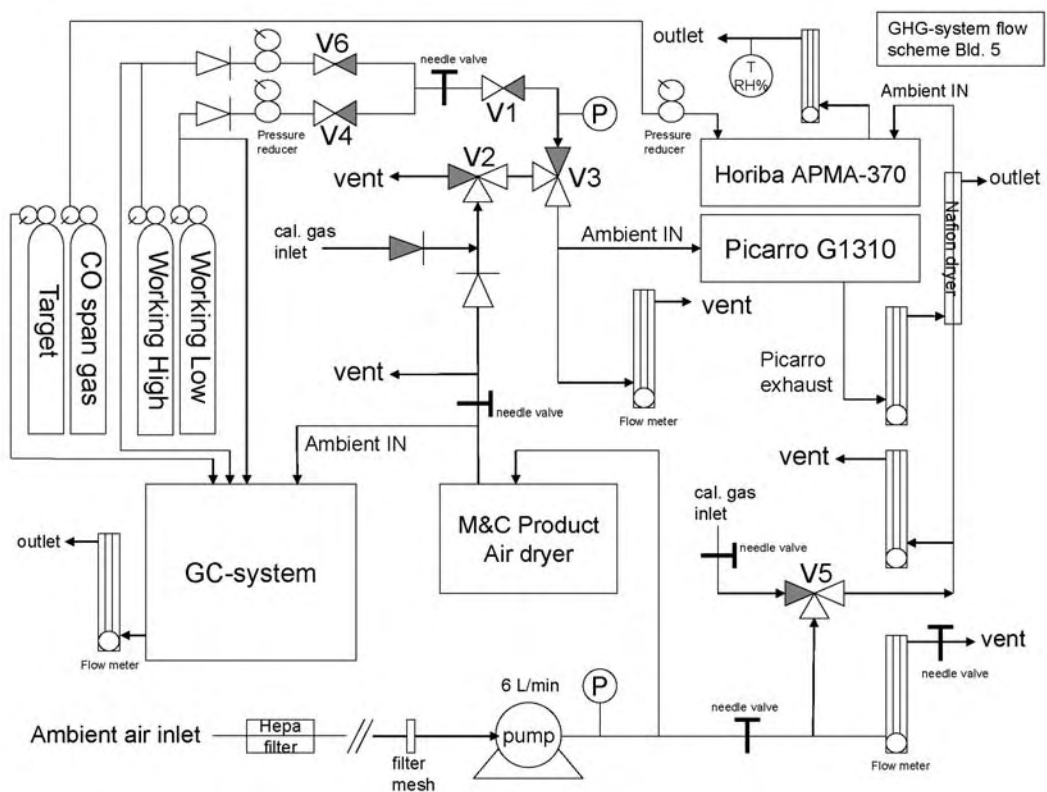 outlet
GHG-system flow
scheme Bld. 5
T
RH%
V6
needle valve
Ambient IN
V1
P
V4
Pressure
reducer
Pressure
reducer
Horiba APMA-370
V2
vent
V3
outlet
Nafion dryer
cal. gas
inlet
Ambient IN
Picarro G1310
Target
CO span gas
Working High
Working Low
vent
vent
Picarro
exhaust
needle valve
Flow meter
Ambient IN
vent
cal. gas
inlet
M&C Product
Air dryer
needle valve
outlet
GC-system
V5
Flow meter
vent
needle valve
6 L/min
P
needle valve
Ambient air inlet
Hepa
filter
pump
filter
mesh
Flow meter